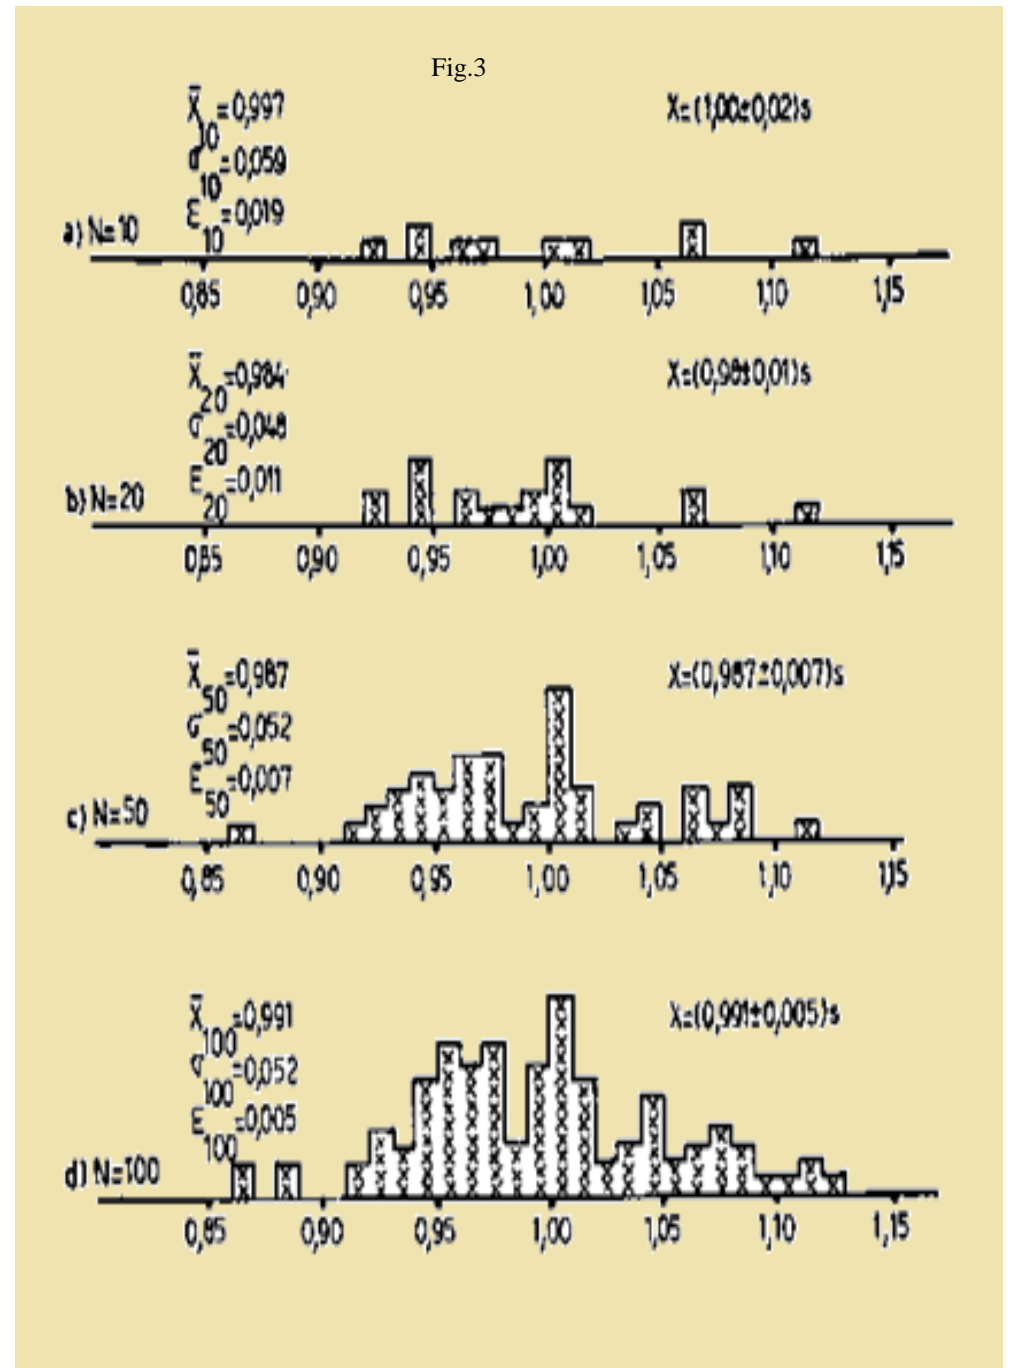 Fig.3
X̄₁₀=0,997 X=(1,00±0,02)s
σ₁₀=0,059
E₁₀=0,019
a) N=10
0,85 0,90 0,95 1,00 1,05 1,10 1,15
X̄₂₀=0,984 X=(0,98±0,01)s
σ₂₀=0,048
E₂₀=0,011
b) N=20
0,85 0,90 0,95 1,00 1,05 1,10 1,15
X̄₅₀=0,987 X=(0,987±0,007)s
σ₅₀=0,052
E₅₀=0,007
c) N=50
0,85 0,90 0,95 1,00 1,05 1,10 1,15
X̄₁₀₀=0,991 X=(0,991±0,005)s
σ₁₀₀=0,052
E₁₀₀=0,005
d) N=100
0,85 0,90 0,95 1,00 1,05 1,10 1,15